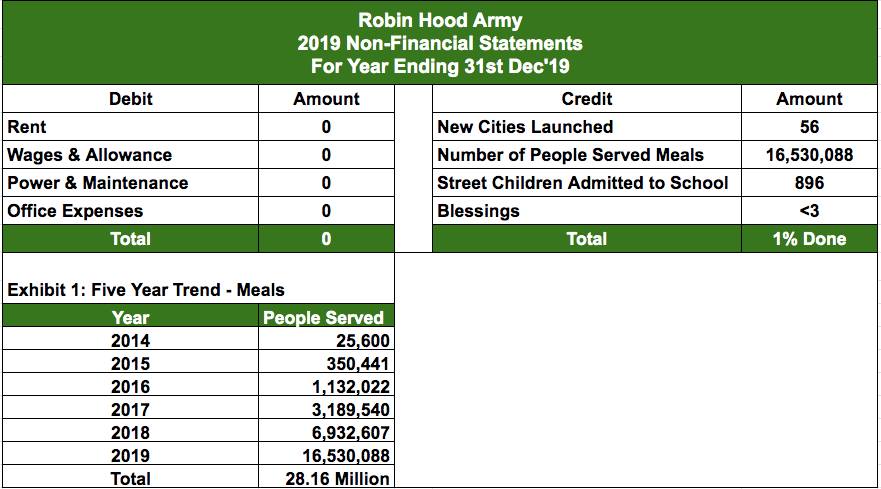 Robin Hood Army
2019 Non-Financial Statements
For Year Ending 31st Dec'19
Debit Amount Credit Amount
Rent 0 New Cities Launched 56
Wages & Allowance 0 Number of People Served Meals 16,530,088
Power & Maintenance 0 Street Children Admitted to School 896
Office Expenses 0 Blessings <3
Total 0 Total 1% Done
Exhibit 1: Five Year Trend - Meals
Year People Served
2014 25,600
2015 350,441
2016 1,132,022
2017 3,189,540
2018 6,932,607
2019 16,530,088
Total 28.16 Million